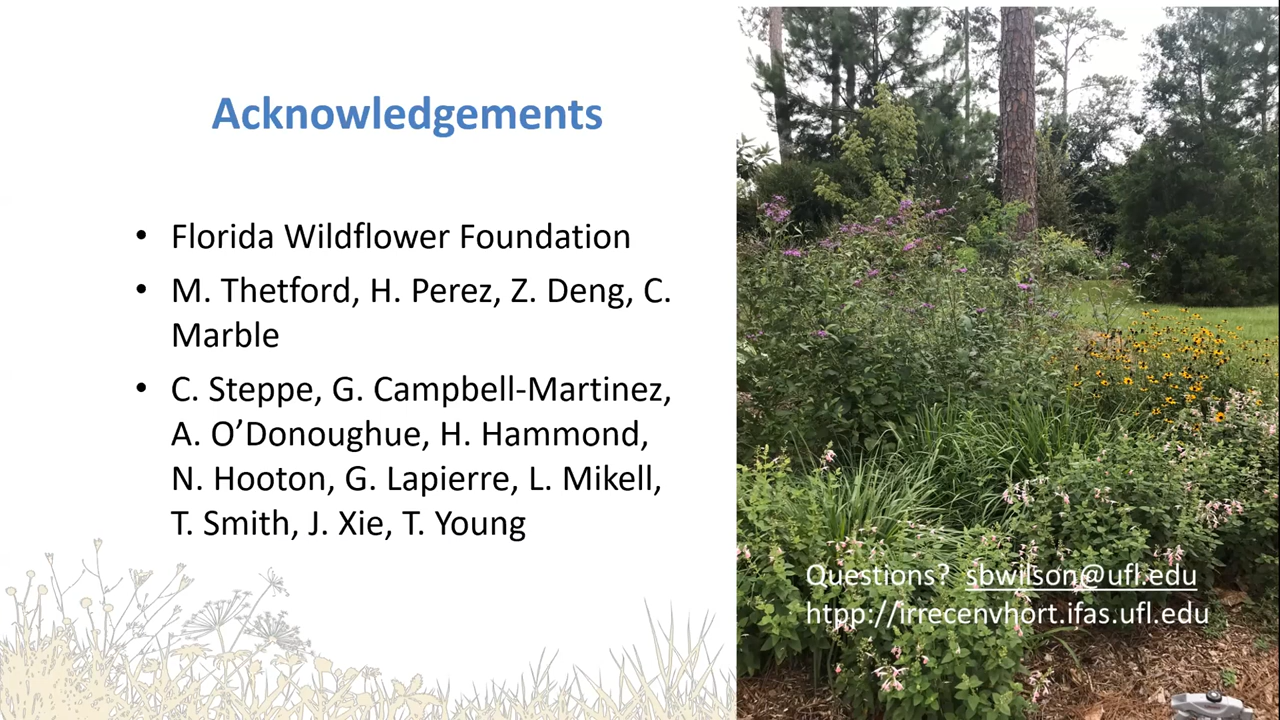 Acknowledgements
• Florida Wildflower Foundation
• M. Thetford, H. Perez, Z. Deng, C.
Marble
• C. Steppe, G. Campbell-Martinez,
A. O’Donoughue, H. Hammond,
N. Hooton, G. Lapierre, L. Mikell,
T. Smith, J. Xie, T. Young
Questions? sbwilson@ufl.edu
htpp://irrecenvhort.ifas.ufl.edu